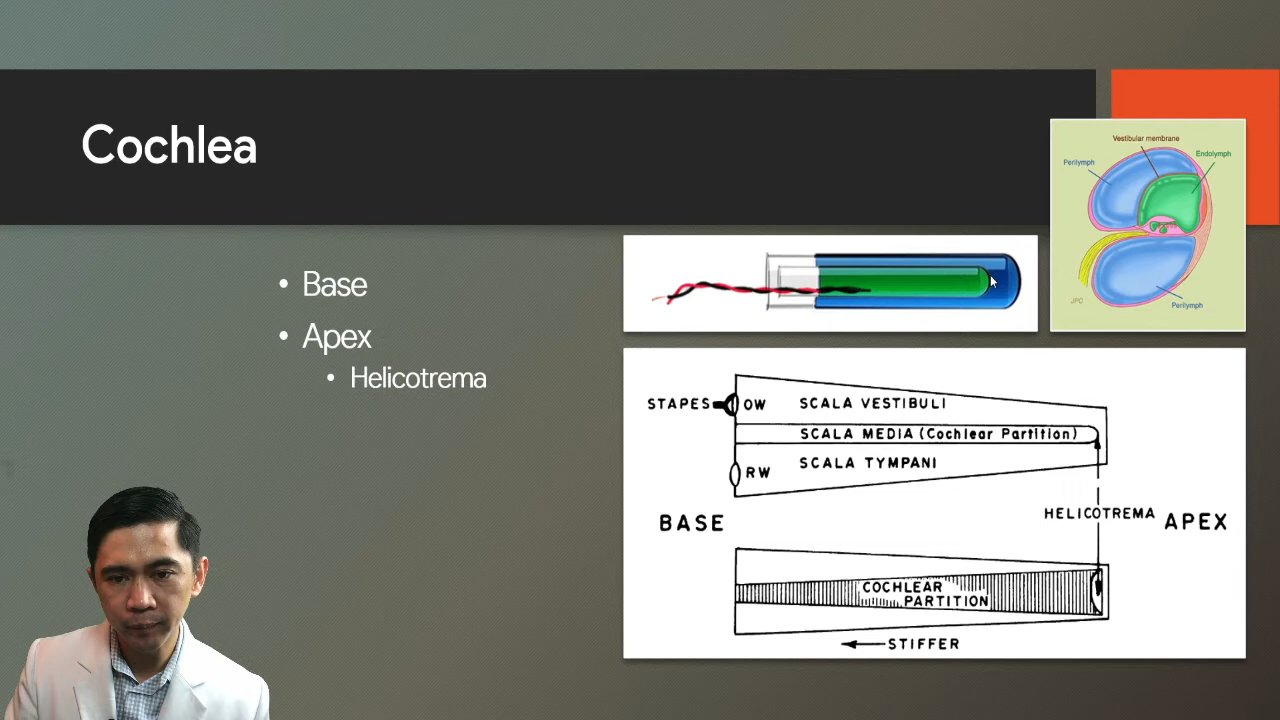 Cochlea
• Base
• Apex
• Helicotrema
Vestibular membrane
Endolymph
Perilymph
Perilymph
JPC
STAPES
OW
SCALA VESTIBULI
SCALA MEDIA (Cochlear Partition)
SCALA TYMPANI
RW
BASE
HELICOTREMA
APEX
COCHLEAR
PARTITION
STIFFER